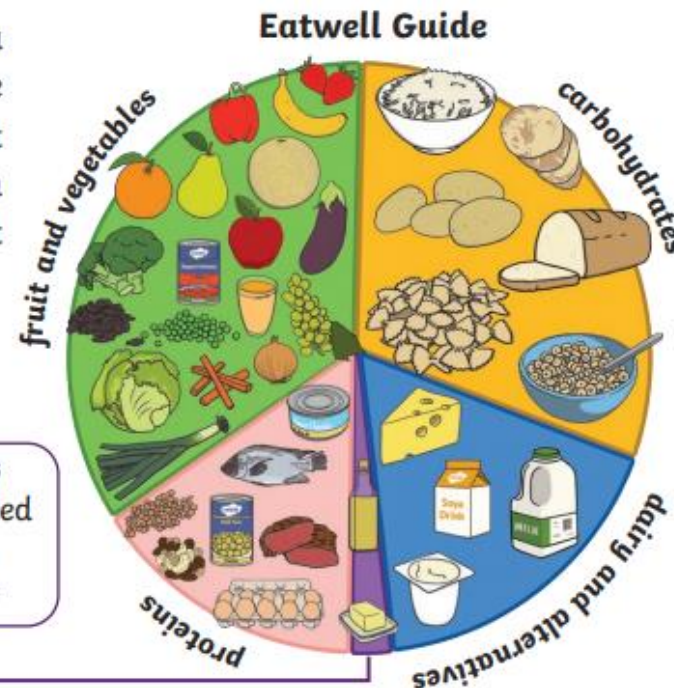 Eatwell Guide
fruit and vegetables
carbohydrates
Soya
Drink
MILK
ed
proteins
dairy and alternatives